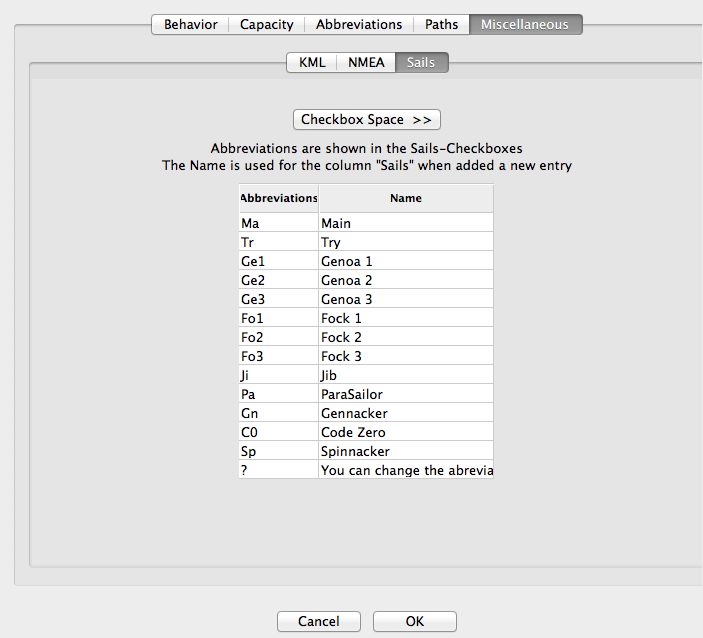 Behavior Capacity Abbreviations Paths Miscellaneous
KML NMEA Sails
Checkbox Space >>
Abbreviations are shown in the Sails-Checkboxes
The Name is used for the column "Sails" when added a new entry
Abbreviations Name
Ma Main
Tr Try
Ge1 Genoa 1
Ge2 Genoa 2
Ge3 Genoa 3
Fo1 Fock 1
Fo2 Fock 2
Fo3 Fock 3
Ji Jib
Pa ParaSailor
Gn Gennacker
C0 Code Zero
Sp Spinnacker
? You can change the abrevia
Cancel OK